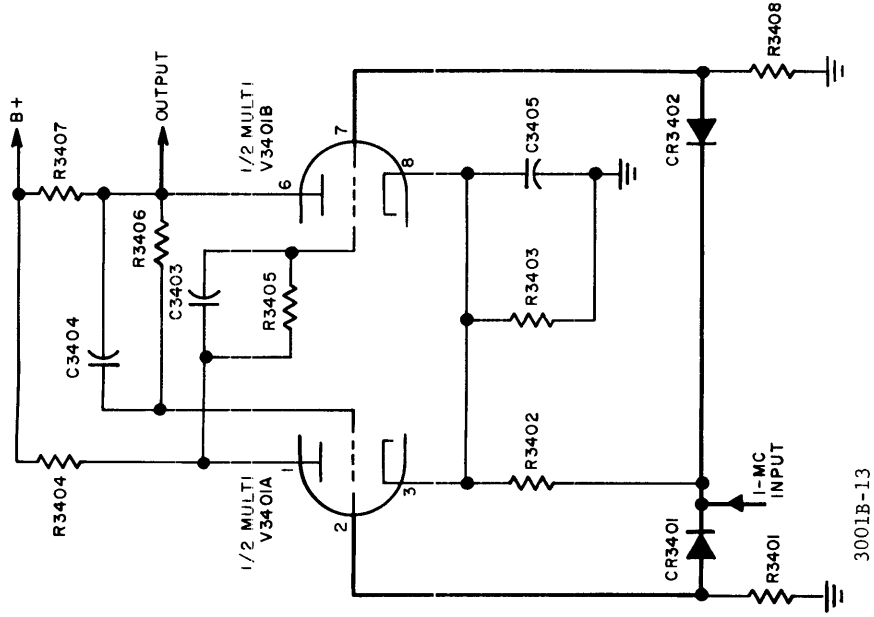 B+
R3407
OUTPUT
R3406
1/2 MULTI
V3401B
6
7
8
C3403
R3405
C3404
R3404
1/2 MULTI
V3401A
1
2
3
C3405
R3403
R3402
R3408
CR3402
1-MC
INPUT
CR3401
R3401
3001B-13